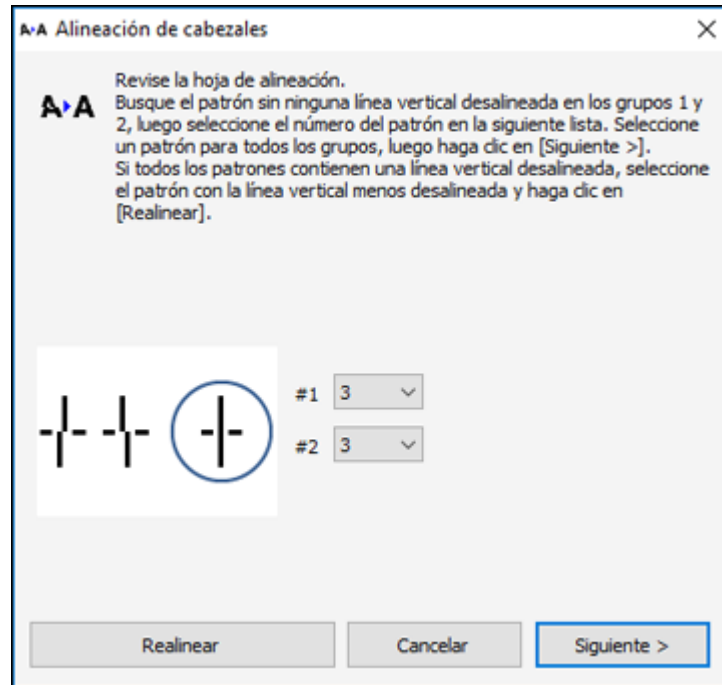 A▸A Alineación de cabezales
A▸A
Revise la hoja de alineación.
Busque el patrón sin ninguna línea vertical desalineada en los grupos 1 y
2, luego seleccione el número del patrón en la siguiente lista. Seleccione
un patrón para todos los grupos, luego haga clic en [Siguiente >].
Si todos los patrones contienen una línea vertical desalineada, seleccione
el patrón con la línea vertical menos desalineada y haga clic en
[Realinear].
#1 3
#2 3
Realinear Cancelar Siguiente >